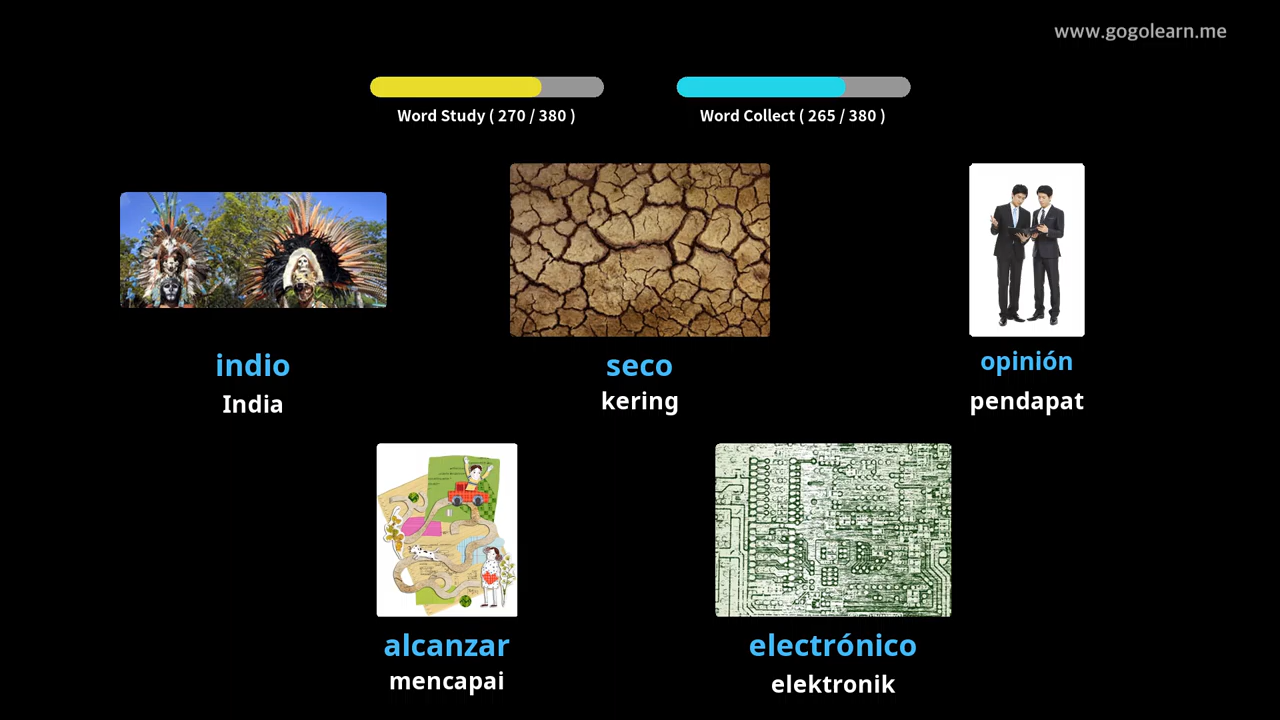 www.gogolearn.me
Word Study ( 270 / 380 )
Word Collect ( 265 / 380 )
indio
India
seco
kering
opinión
pendapat
alcanzar
mencapai
electrónico
elektronik